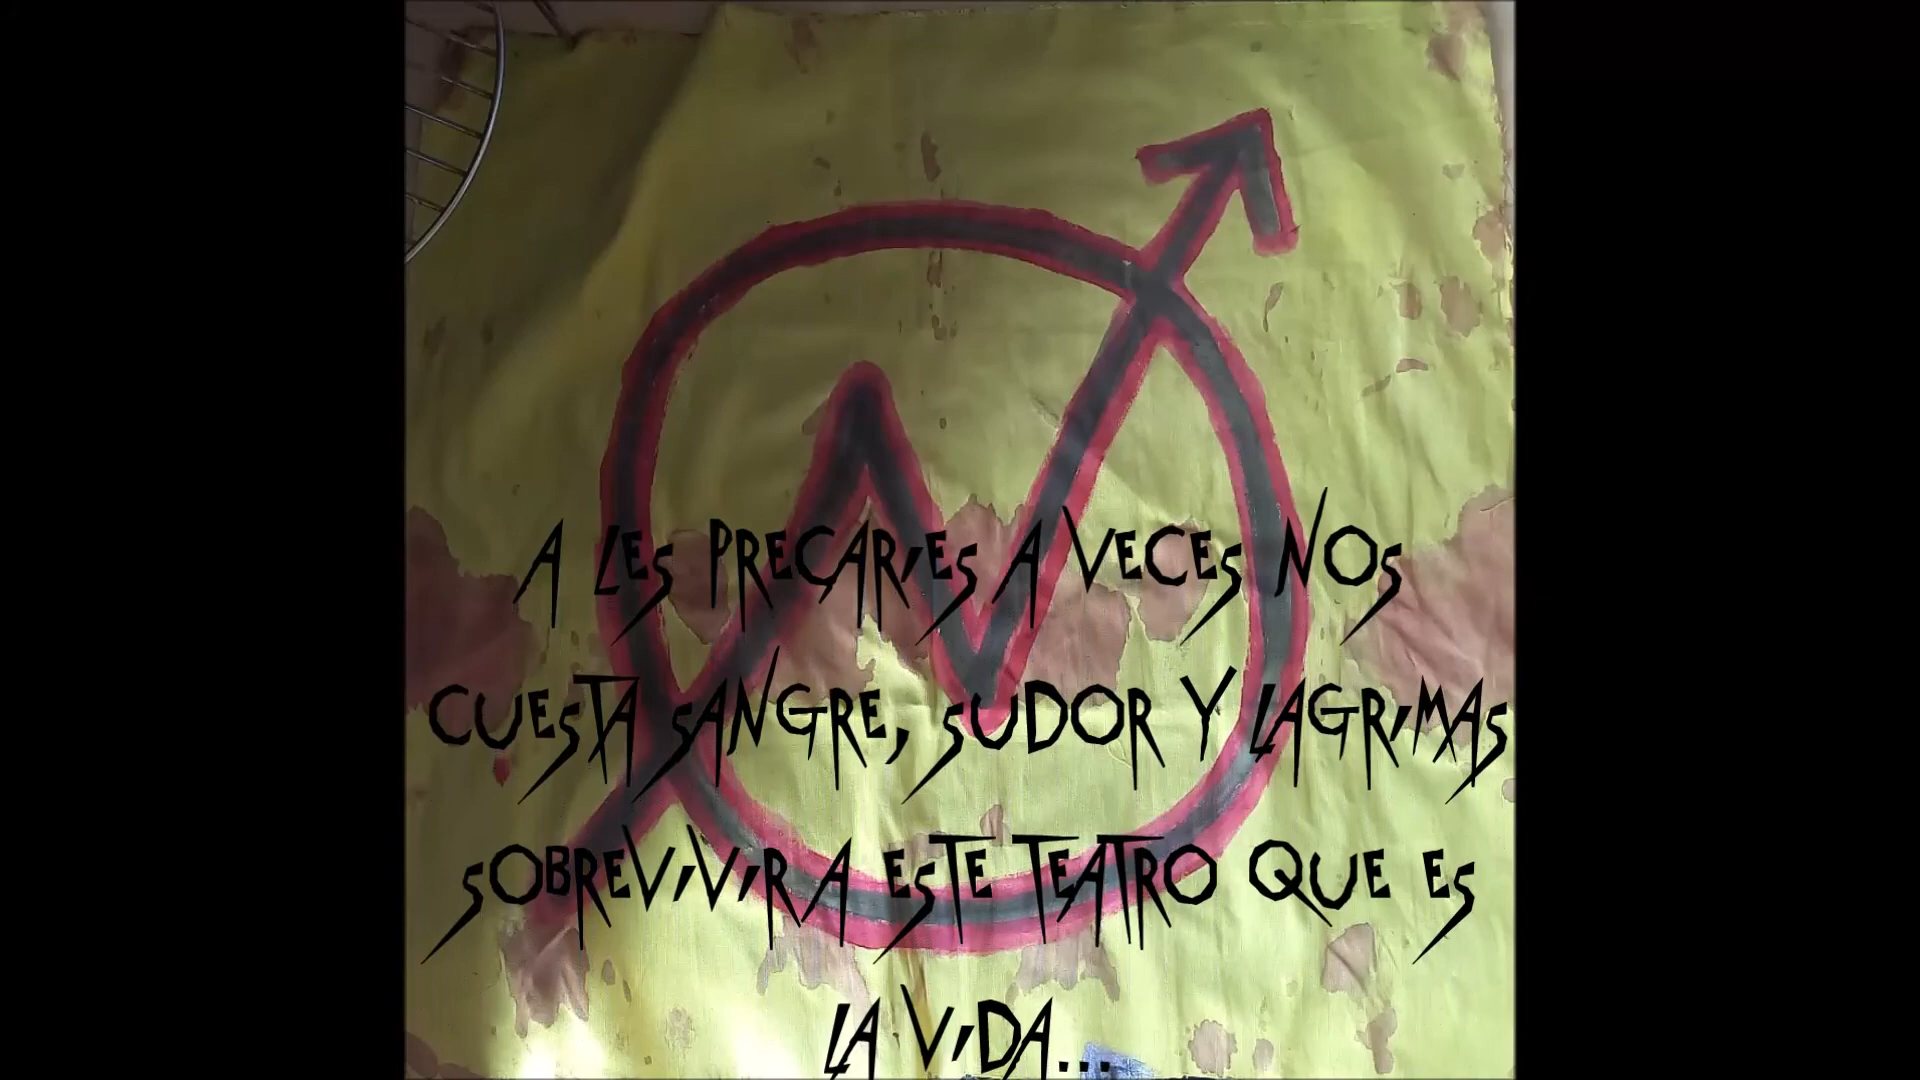 A LES PRECARIES A VECES NOS
CUESTA SANGRE, SUDOR Y LAGRIMAS
SOBREVIVIR A ESTE TEATRO QUE ES
LA VIDA...